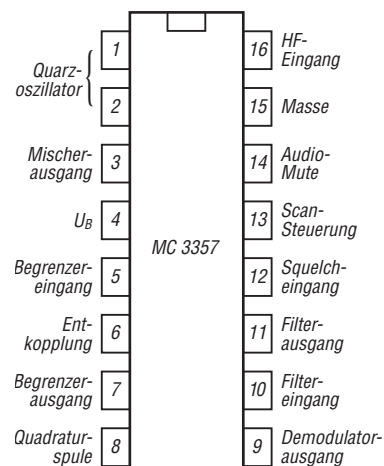 1
16
HF-
Eingang
Quarz-
oszillator
2
15
Masse
Mischer-
ausgang
3
14
Audio-
Mute
UB
4
13
Scan-
Steuerung
MC 3357
Begrenzer-
eingang
5
12
Squelch-
eingang
Ent-
kopplung
6
11
Filter-
ausgang
Begrenzer-
ausgang
7
10
Filter-
eingang
Quadratur-
spule
8
9
Demodulator-
ausgang